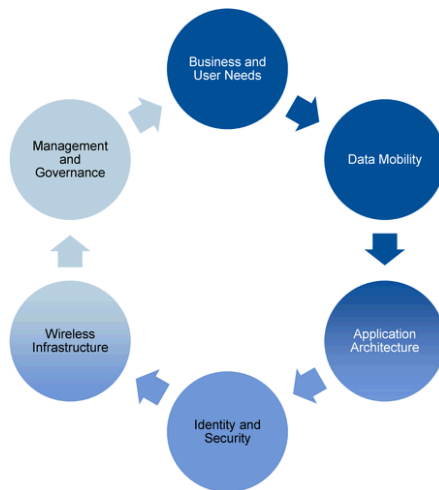 Business and
User Needs
Data Mobility
Application
Architecture
Identity and
Security
Wireless
Infrastructure
Management
and
Governance